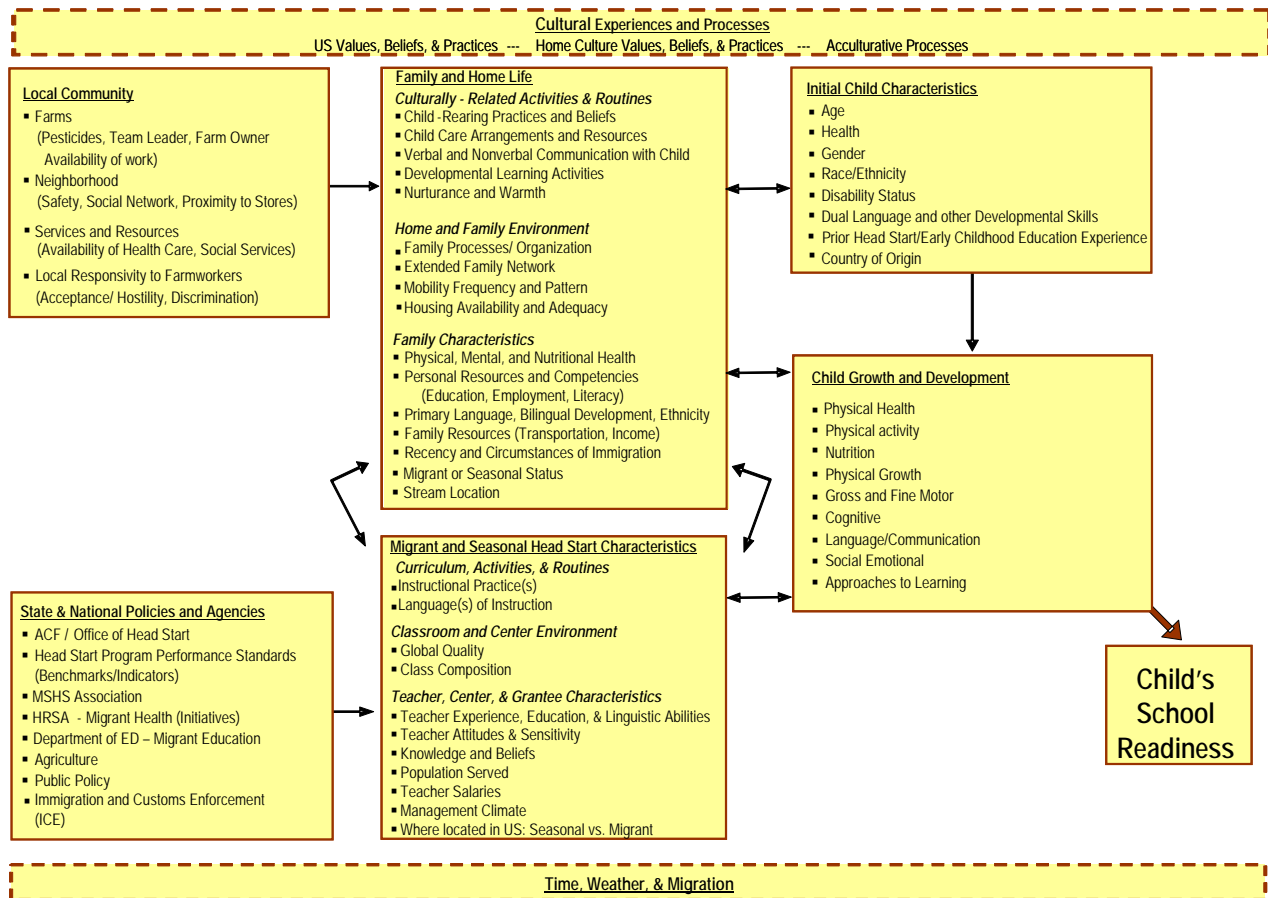 Cultural Experiences and Processes
US Values, Beliefs, & Practices --- Home Culture Values, Beliefs, & Practices --- Acculturative Processes
Local Community
▪ Farms
(Pesticides, Team Leader, Farm Owner
Availability of work)
▪ Neighborhood
(Safety, Social Network, Proximity to Stores)
▪ Services and Resources
(Availability of Health Care, Social Services)
▪ Local Responsivity to Farmworkers
(Acceptance/ Hostility, Discrimination)
Family and Home Life
Culturally - Related Activities & Routines
▪ Child -Rearing Practices and Beliefs
▪ Child Care Arrangements and Resources
▪ Verbal and Nonverbal Communication with Child
▪ Developmental Learning Activities
▪ Nurturance and Warmth
Home and Family Environment
▪ Family Processes/ Organization
▪ Extended Family Network
▪ Mobility Frequency and Pattern
▪ Housing Availability and Adequacy
Family Characteristics
▪ Physical, Mental, and Nutritional Health
▪ Personal Resources and Competencies
(Education, Employment, Literacy)
▪ Primary Language, Bilingual Development, Ethnicity
▪ Family Resources (Transportation, Income)
▪ Recency and Circumstances of Immigration
▪ Migrant or Seasonal Status
▪ Stream Location
Initial Child Characteristics
▪ Age
▪ Health
▪ Gender
▪ Race/Ethnicity
▪ Disability Status
▪ Dual Language and other Developmental Skills
▪ Prior Head Start/Early Childhood Education Experience
▪ Country of Origin
Child Growth and Development
▪ Physical Health
▪ Physical activity
▪ Nutrition
▪ Physical Growth
▪ Gross and Fine Motor
▪ Cognitive
▪ Language/Communication
▪ Social Emotional
▪ Approaches to Learning
State & National Policies and Agencies
▪ ACF / Office of Head Start
▪ Head Start Program Performance Standards
(Benchmarks/Indicators)
▪ MSHS Association
▪ HRSA - Migrant Health (Initiatives)
▪ Department of ED – Migrant Education
▪ Agriculture
▪ Public Policy
▪ Immigration and Customs Enforcement
(ICE)
Migrant and Seasonal Head Start Characteristics
Curriculum, Activities, & Routines
▪ Instructional Practice(s)
▪ Language(s) of Instruction
Classroom and Center Environment
▪ Global Quality
▪ Class Composition
Teacher, Center, & Grantee Characteristics
▪ Teacher Experience, Education, & Linguistic Abilities
▪ Teacher Attitudes & Sensitivity
▪ Knowledge and Beliefs
▪ Population Served
▪ Teacher Salaries
▪ Management Climate
▪ Where located in US: Seasonal vs. Migrant
Child's
School
Readiness
Time, Weather, & Migration